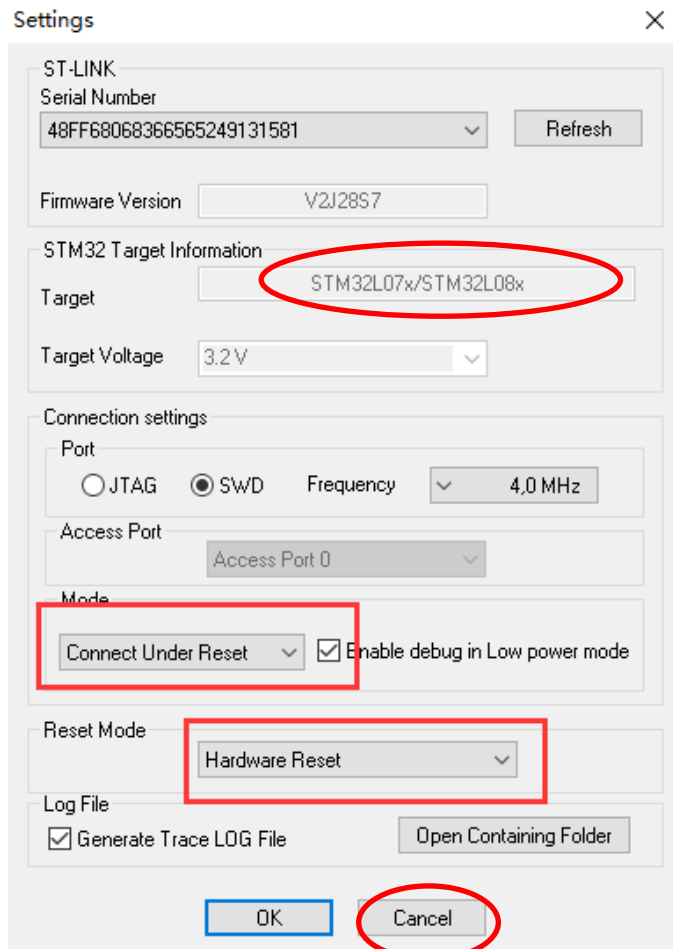 Settings
ST-LINK
Serial Number
48FF68068366565249131581
Refresh
Firmware Version V2J28S7
STM32 Target Information
Target STM32L07x/STM32L08x
Target Voltage 3.2 V
Connection settings
Port
JTAG SWD Frequency 4,0 MHz
Access Port
Access Port 0
Mode
Connect Under Reset Enable debug in Low power mode
Reset Mode
Hardware Reset
Log File
Generate Trace LOG File Open Containing Folder
OK Cancel